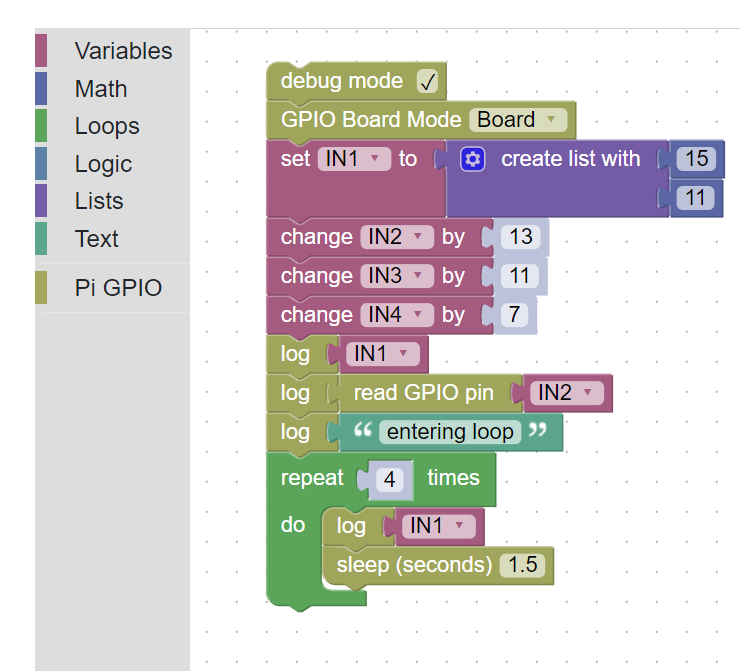 Variables
Math
Loops
Logic
Lists
Text
Pi GPIO
debug mode ✓
GPIO Board Mode Board
set IN1 to create list with 15
11
change IN2 by 13
change IN3 by 11
change IN4 by 7
log IN1
log read GPIO pin IN2
log “ entering loop ”
repeat 4 times
do log IN1
sleep (seconds) 1.5